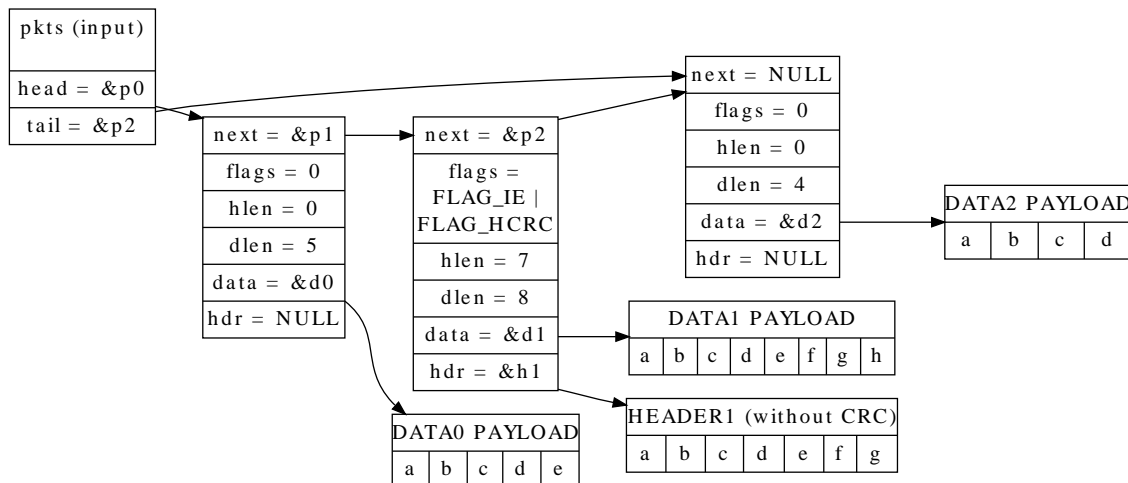 pkts (input)
head = &p0
tail = &p2
next = &p1
flags = 0
hlen = 0
dlen = 5
data = &d0
hdr = NULL
next = &p2
flags =
FLAG_IE |
FLAG_HCRC
hlen = 7
dlen = 8
data = &d1
hdr = &h1
next = NULL
flags = 0
hlen = 0
dlen = 4
data = &d2
hdr = NULL
DATA2 PAYLOAD
a b c d
DATA1 PAYLOAD
a b c d e f g h
HEADER1 (without CRC)
a b c d e f g
DATA0 PAYLOAD
a b c d e